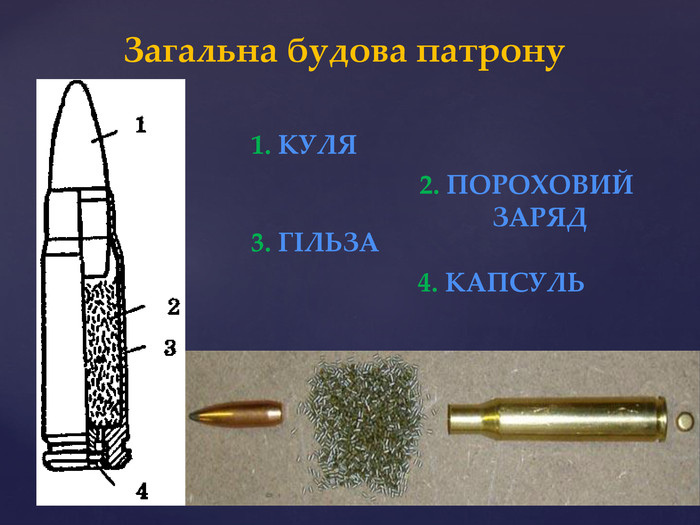 Загальна будова патрону
1
2
3
4
1. КУЛЯ
2. ПОРОХОВИЙ
ЗАРЯД
3. ГІЛЬЗА
4. КАПСУЛЬ